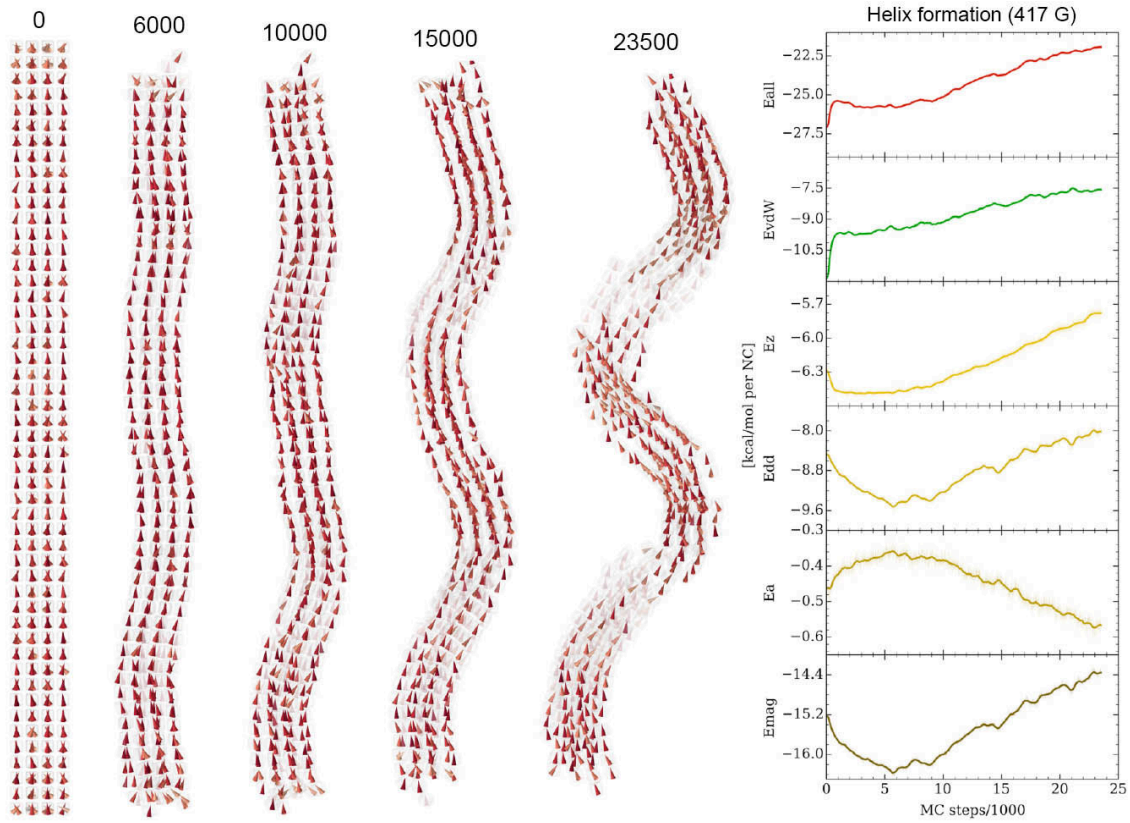 0
6000
10000
15000
23500
Helix formation (417 G)
Eall
−22.5
−25.0
−27.5
EvdW
−7.5
−9.0
−10.5
[kcal/mol per NC]
Ez
−5.7
−6.0
−6.3
Edd
−8.0
−8.8
−9.6
−0.3
Ea
−0.4
−0.5
−0.6
Emag
−14.4
−15.2
−16.0
0 5 10 15 20 25
MC steps/1000